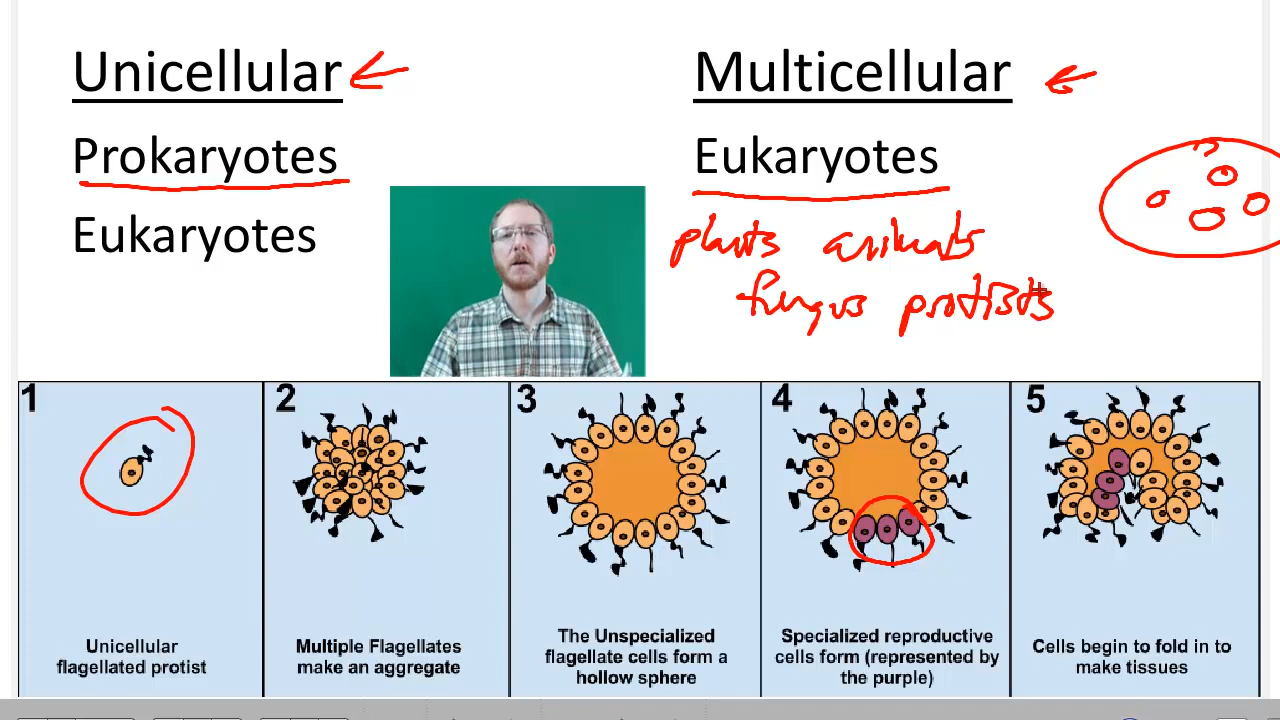 Unicellular
Prokaryotes
Eukaryotes
Multicellular
Eukaryotes
plants animals
fungus protists
1
Unicellular
flagellated protist
2
Multiple Flagellates
make an aggregate
3
The Unspecialized
flagellate cells form a
hollow sphere
4
Specialized reproductive
cells form (represented by
the purple)
5
Cells begin to fold in to
make tissues